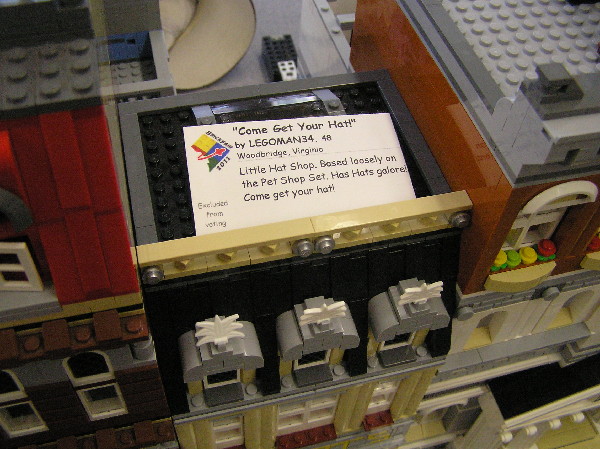 "Come Get Your Hat!"
by LEGOMAN34, 48
Woodbridge, Virginia
Little Hat Shop. Based loosely on
the Pet Shop Set. Has Hats galore!
Come get your hat!
Excluded
from
voting
2011